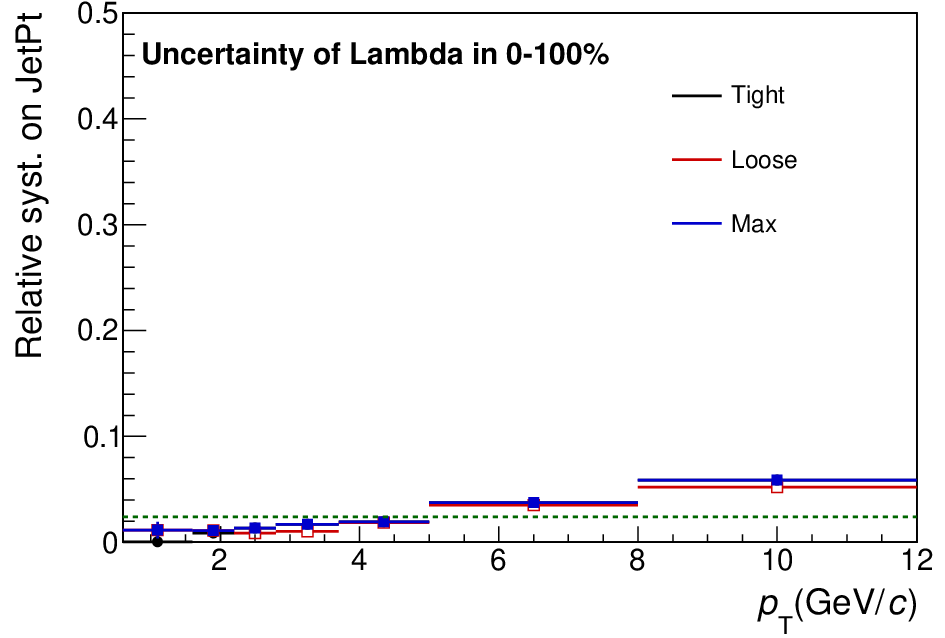 Relative syst. on JetPt
0.5
0.4
0.3
0.2
0.1
0
Uncertainty of Lambda in 0-100%
Tight
Loose
Max
2 4 6 8 10 12
pT(GeV/c)